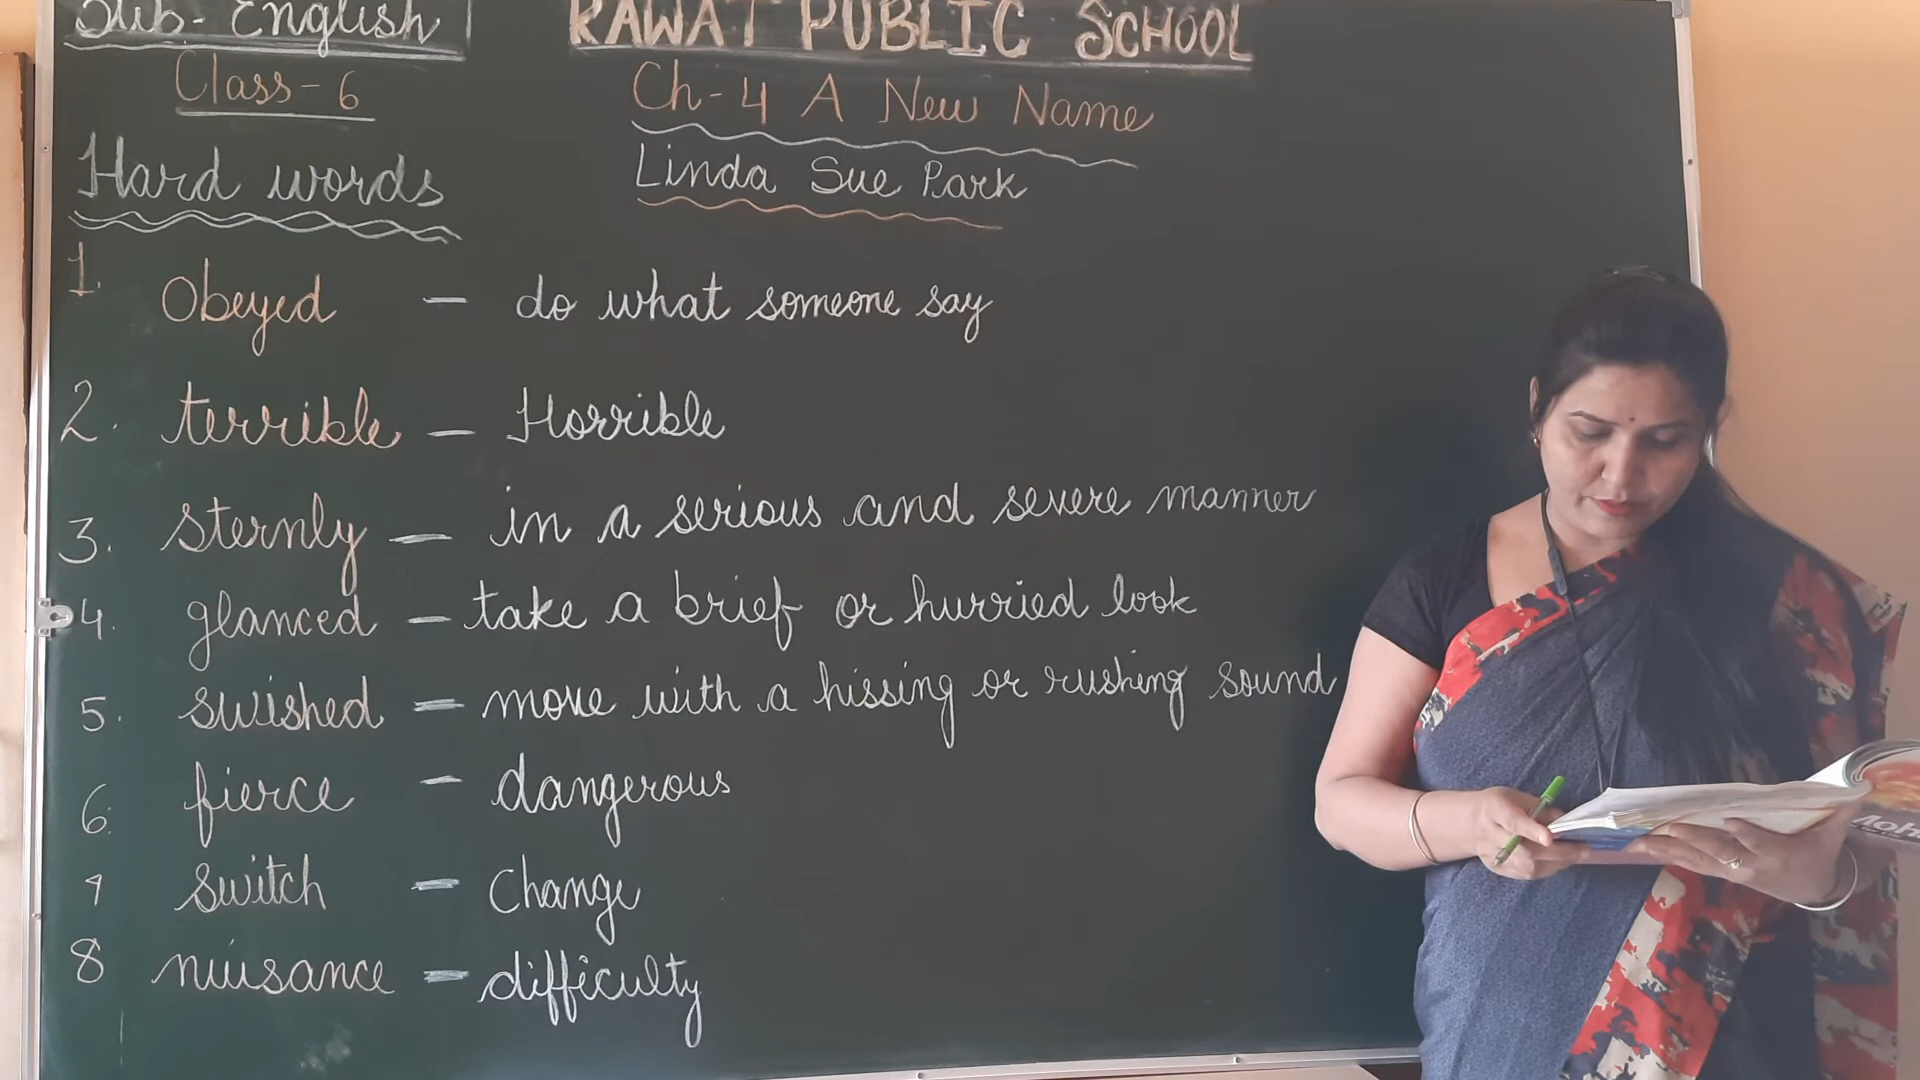 Sub- English
RAWAT PUBLIC SCHOOL
Class-6
Ch-4 A New Name
Hard words
Linda Sue Park
1. Obeyed — do what someone say
2. terrible — Horrible
3. sternly — in a serious and severe manner
4. glanced — take a brief or hurried look
5. swished — move with a hissing or rushing sound
6. fierce — dangerous
7 switch — Change
8 nuisance — difficulty